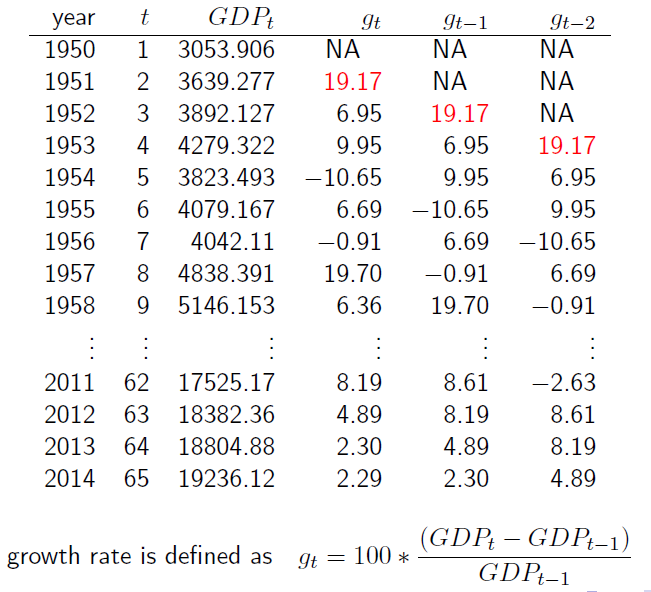 year t GDP_t g_t g_{t−1} g_{t−2}
1950 1 3053.906 NA NA NA
1951 2 3639.277 19.17 NA NA
1952 3 3892.127 6.95 19.17 NA
1953 4 4279.322 9.95 6.95 19.17
1954 5 3823.493 −10.65 9.95 6.95
1955 6 4079.167 6.69 −10.65 9.95
1956 7 4042.11 −0.91 6.69 −10.65
1957 8 4838.391 19.70 −0.91 6.69
1958 9 5146.153 6.36 19.70 −0.91
⋮ ⋮ ⋮ ⋮ ⋮ ⋮
2011 62 17525.17 8.19 8.61 −2.63
2012 63 18382.36 4.89 8.19 8.61
2013 64 18804.88 2.30 4.89 8.19
2014 65 19236.12 2.29 2.30 4.89
growth rate is defined as g_t = 100 ∗ (GDP_t − GDP_{t−1}) / GDP_{t−1}